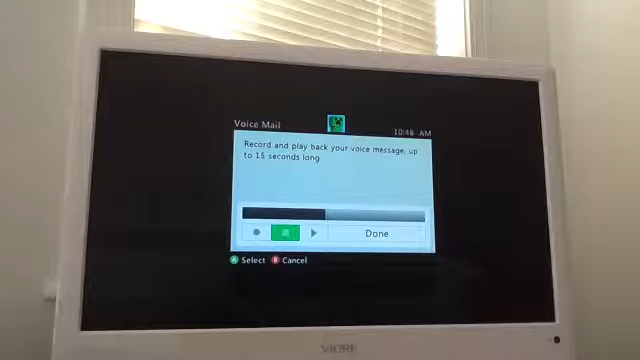 Voice Mail
10:48 AM
Record and play back your voice message, up
to 15 seconds long
Done
A Select B Cancel
VIORE